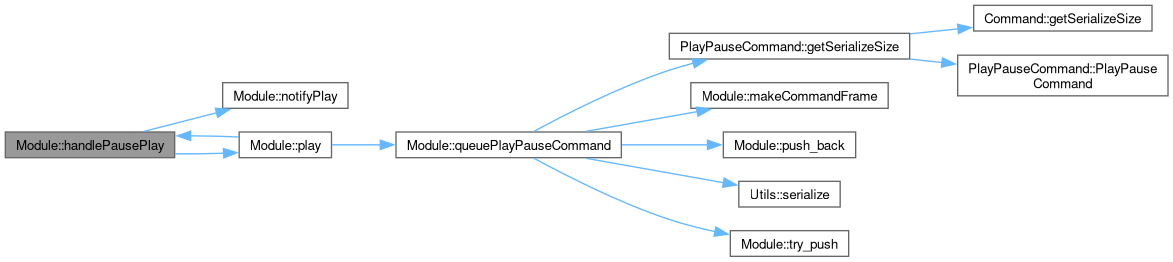 Module::handlePausePlay
Module::notifyPlay
Module::play
Module::queuePlayPauseCommand
PlayPauseCommand::getSerializeSize
Command::getSerializeSize
PlayPauseCommand::PlayPause
Command
Module::makeCommandFrame
Module::push_back
Utils::serialize
Module::try_push